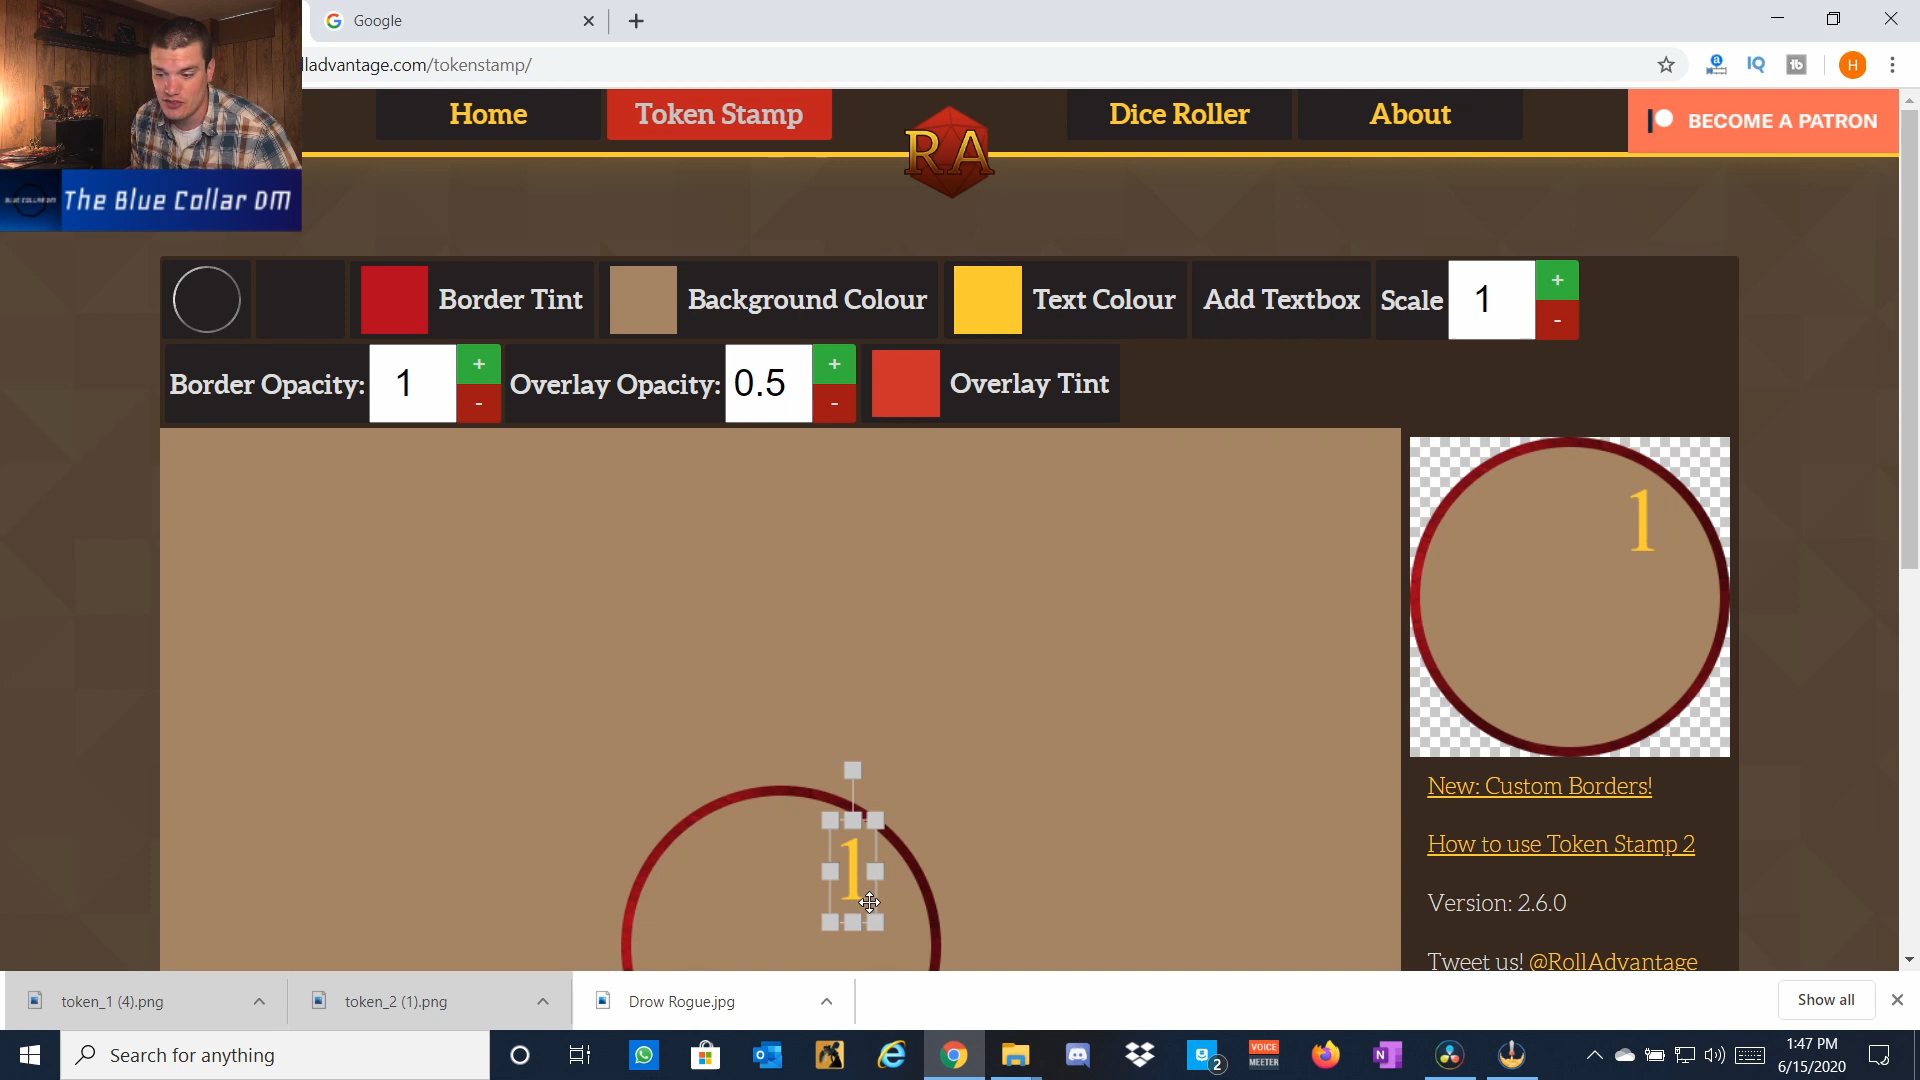 Google
lladvantage.com/tokenstamp/
H
Home
Token Stamp
RA
Dice Roller
About
BECOME A PATRON
BLUE COLLAR DM
The Blue Collar DM
Border Tint
Background Colour
Text Colour
Add Textbox
Scale
1
+
-
Border Opacity:
1
+
-
Overlay Opacity:
0.5
+
-
Overlay Tint
1
1
New: Custom Borders!
How to use Token Stamp 2
Version: 2.6.0
Tweet us! @RollAdvantage
token_1 (4).png
token_2 (1).png
Drow Rogue.jpg
Show all
Search for anything
2
VOICE
MEETER
1:47 PM
6/15/2020